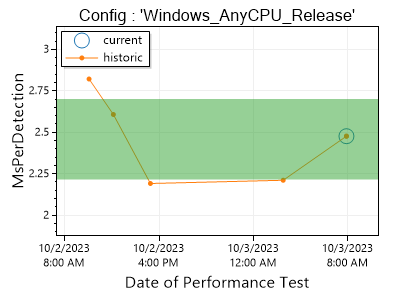 Config : 'Windows_AnyCPU_Release'
current
historic
MsPerDetection
3
2.75
2.5
2.25
2
10/2/2023 10/2/2023 10/3/2023 10/3/2023
8:00 AM 4:00 PM 12:00 AM 8:00 AM
Date of Performance Test